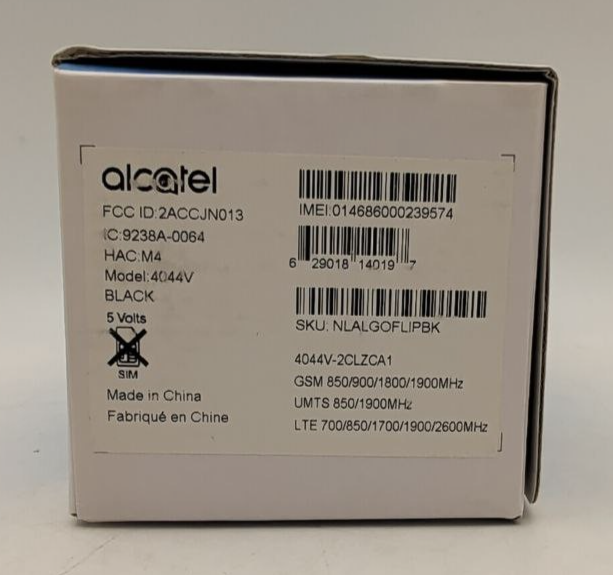 alcatel
FCC ID:2ACCJN013
IC:9238A-0064
HAC:M4
Model:4044V
BLACK
5 Volts
SIM
Made in China
Fabriqué en Chine
IMEI:014686000239574
6 29018 14019 7
SKU: NLALGOFLIPBK
4044V-2CLZCA1
GSM 850/900/1800/1900MHz
UMTS 850/1900MHz
LTE 700/850/1700/1900/2600MHz